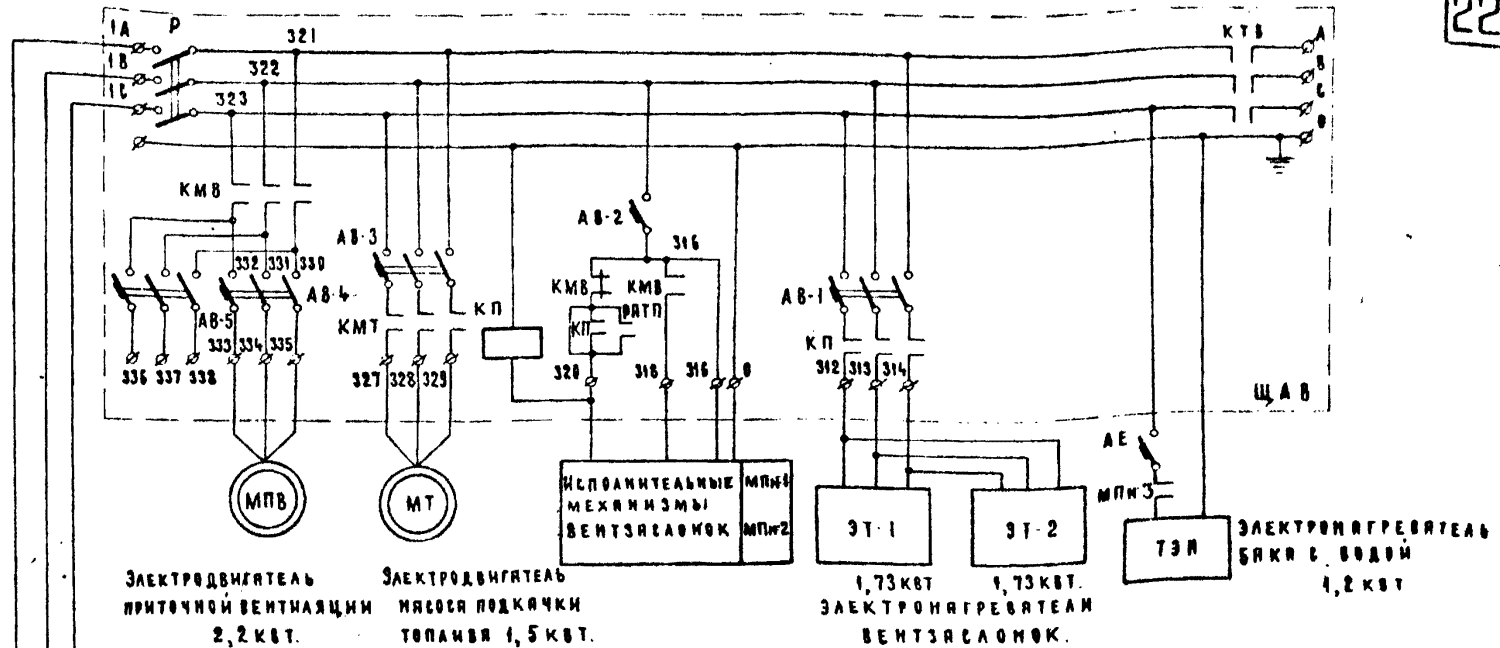 22
1А
Р
321
КТВ
А
1В
322
В
1С
323
С
0
КМВ
АВ-2
АВ-3
316
332 331 330
АВ-4
КМВ
КМВ
АВ-1
КП
РАТП
АВ-5
КМТ
КП
КП
333 334 335
336 337 338
327 328 329
320
318
316
0
312 313 314
ЩАВ
АЕ
МП№3
МПВ
МТ
ИСПОЛНИТЕЛЬНЫЕ
МЕХАНИЗМЫ
ВЕНТЗАСЛОНОК
МП№1
МП№2
ЭТ-1
ЭТ-2
ТЭН
ЭЛЕКТРОНАГРЕВАТЕЛЬ
БАКА С ВОДОЙ
1,2 КВТ
ЭЛЕКТРОДВИГАТЕЛЬ
ПРИТОЧНОЙ ВЕНТИЛЯЦИИ
2,2 КВТ.
ЭЛЕКТРОДВИГАТЕЛЬ
НАСОСА ПОДКАЧКИ
ТОПЛИВА 1,5 КВТ.
1,73 КВТ
1,73 КВТ.
ЭЛЕКТРОНАГРЕВАТЕЛИ
ВЕНТЗАСЛОНОК.